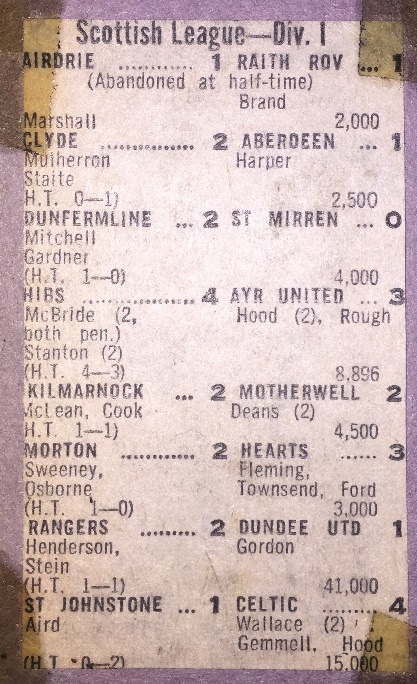 Scottish League—Div. I
AIRDRIE ............ 1 RAITH ROV ... 1
(Abandoned at half-time)
Brand
Marshall 2,000
CLYDE ............... 2 ABERDEEN ... 1
Mulherron Harper
Staite
H.T. 0—1) 2,500
DUNFERMLINE ... 2 ST MIRREN ... 0
Mitchell
Gardner
(H.T. 1—0) 4,000
HIBS ..................... 4 AYR UNITED ... 3
McBride (2, Hood (2), Rough
both pen.)
Stanton (2)
(H.T. 4—3) 8,896
KILMARNOCK ... 2 MOTHERWELL 2
McLean, Cook Deans (2)
H.T. 1—1) 4,500
MORTON ............ 2 HEARTS ...... 3
Sweeney, Fleming,
Osborne Townsend, Ford
(H.T. 1—0) 3,000
RANGERS ......... 2 DUNDEE UTD 1
Henderson, Gordon
Stein
(H.T. 1—1) 41,000
ST JOHNSTONE ... 1 CELTIC ......... 4
Aird Wallace (2)
Gemmell, Hood
(H.T. 0—2) 15,000